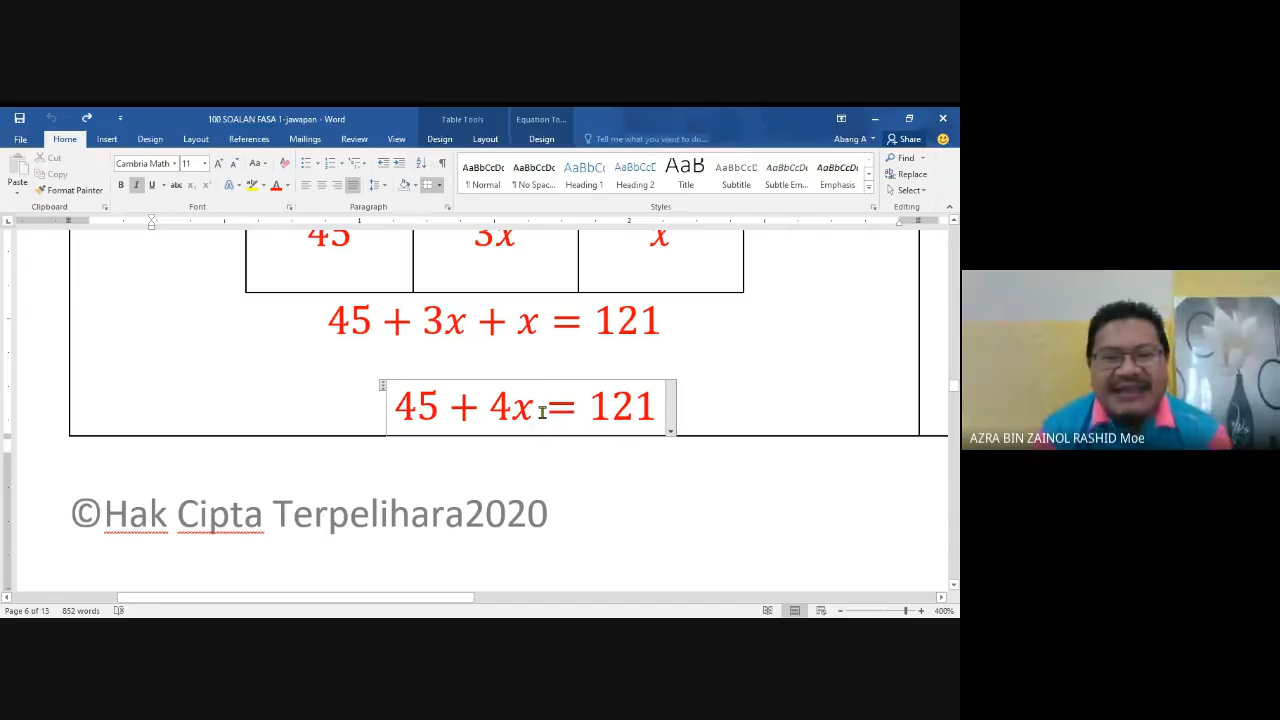 100 SOALAN FASA 1-jawapan - Word
Table Tools
Equation To...
File
Home
Insert
Design
Layout
References
Mailings
Review
View
Design
Layout
Design
Tell me what you want to do...
Abang A
Share
Paste
Cut
Copy
Format Painter
Cambria Math
11
Clipboard
Font
Paragraph
AaBbCcDc AaBbCcDc AaBbCc AaBbCcD AaB AaBbCcD AaBbCcDc AaBbCcDc
¶ Normal
¶ No Spac...
Heading 1
Heading 2
Title
Subtitle
Subtle Em...
Emphasis
Styles
Find
Replace
Select
Editing
1 2
45 3x x
45 + 3x + x = 121
45 + 4x = 121
©Hak Cipta Terpelihara2020
AZRA BIN ZAINOL RASHID Moe
Page 6 of 13
852 words
400%